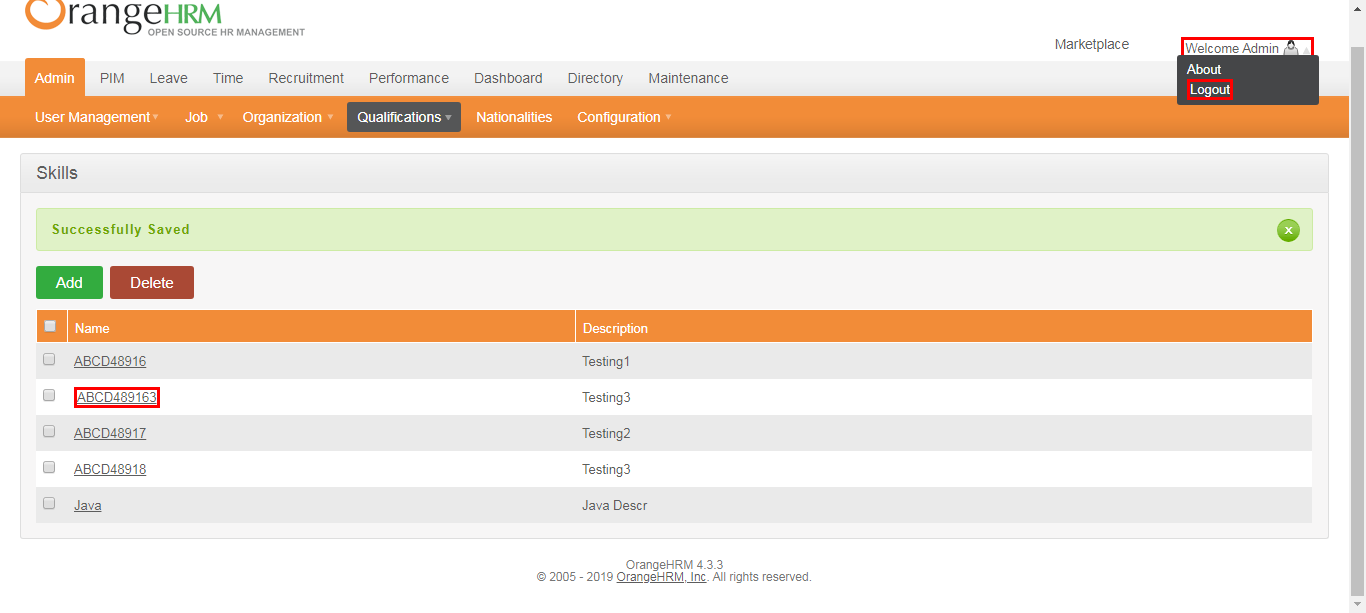 OrangeHRM
OPEN SOURCE HR MANAGEMENT
Marketplace
Welcome Admin
About
Logout
Admin PIM Leave Time Recruitment Performance Dashboard Directory Maintenance
User Management Job Organization Qualifications Nationalities Configuration
Skills
Successfully Saved
x
Add Delete
Name Description
ABCD48916 Testing1
ABCD489163 Testing3
ABCD48917 Testing2
ABCD48918 Testing3
Java Java Descr
OrangeHRM 4.3.3
© 2005 - 2019 OrangeHRM, Inc. All rights reserved.